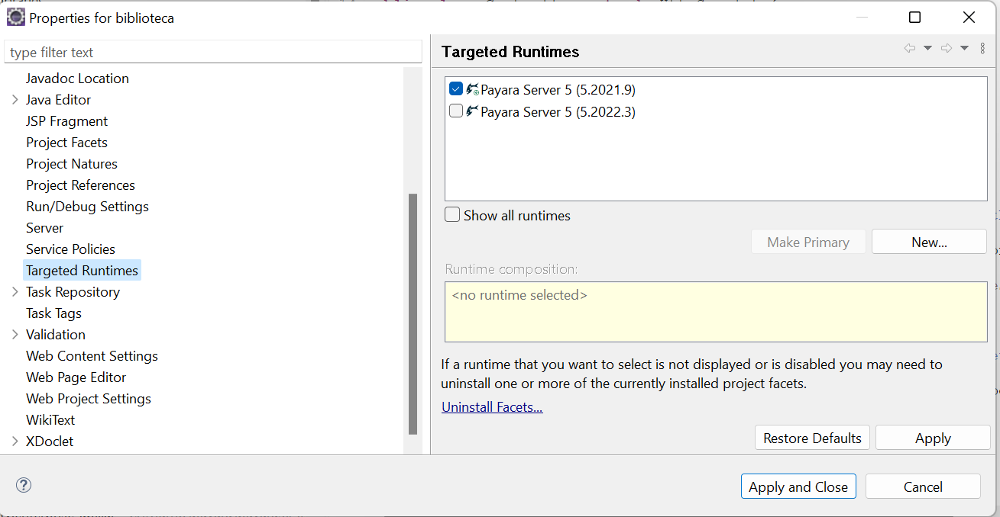 Properties for biblioteca
type filter text
Javadoc Location
Java Editor
JSP Fragment
Project Facets
Project Natures
Project References
Run/Debug Settings
Server
Service Policies
Targeted Runtimes
Task Repository
Task Tags
Validation
Web Content Settings
Web Page Editor
Web Project Settings
WikiText
XDoclet
Targeted Runtimes
Payara Server 5 (5.2021.9)
Payara Server 5 (5.2022.3)
Show all runtimes
Make Primary
New...
Runtime composition:
<no runtime selected>
If a runtime that you want to select is not displayed or is disabled you may need to
uninstall one or more of the currently installed project facets.
Uninstall Facets...
Restore Defaults
Apply
Apply and Close
Cancel